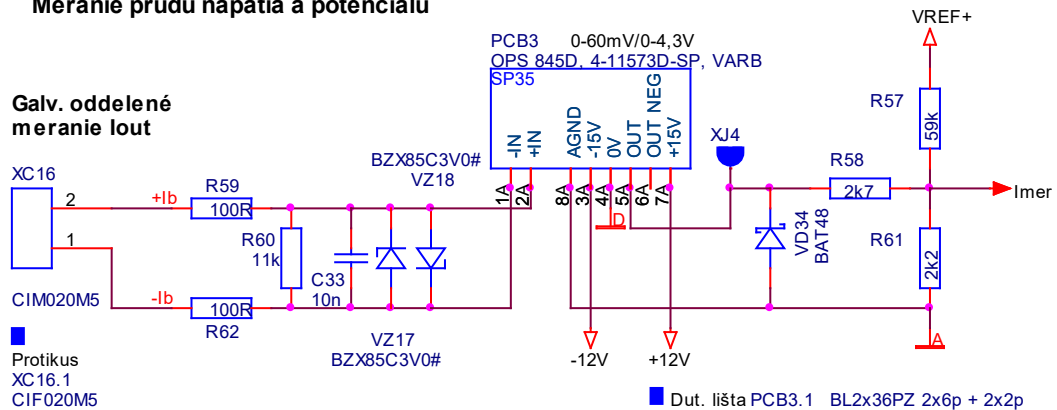 Meranie prúdu napätia a potenciálu
VREF+
PCB3 0-60mV/0-4,3V
OPS 845D, 4-11573D-SP, VARB
SP35
Galv. oddelené
meranie Iout
-IN
+IN
AGND
-15V
0V
OUT
OUT NEG
+15V
1A
2A
8A
3A
4A
5A
6A
7A
XJ4
R57
59k
BZX85C3V0#
VZ18
XC16
2
1
+Ib
R59
100R
R58
2k7
Imer
D
R60
11k
C33
10n
VD34
BAT48
R61
2k2
CIM020M5
-Ib
100R
R62
A
VZ17
BZX85C3V0#
-12V
+12V
Protikus
XC16.1
CIF020M5
Dut. lišta PCB3.1 BL2x36PZ 2x6p + 2x2p